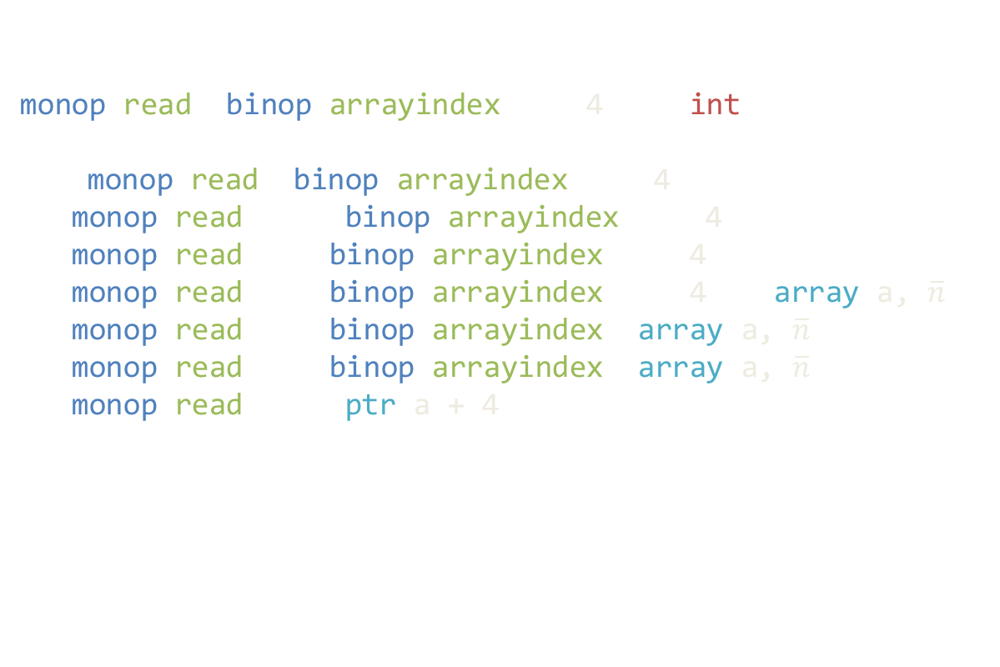 monop read binop arrayindex 4 int
monop read binop arrayindex 4
monop read binop arrayindex 4
monop read binop arrayindex 4
monop read binop arrayindex 4 array a, n̅
monop read binop arrayindex array a, n̅
monop read binop arrayindex array a, n̅
monop read ptr a + 4